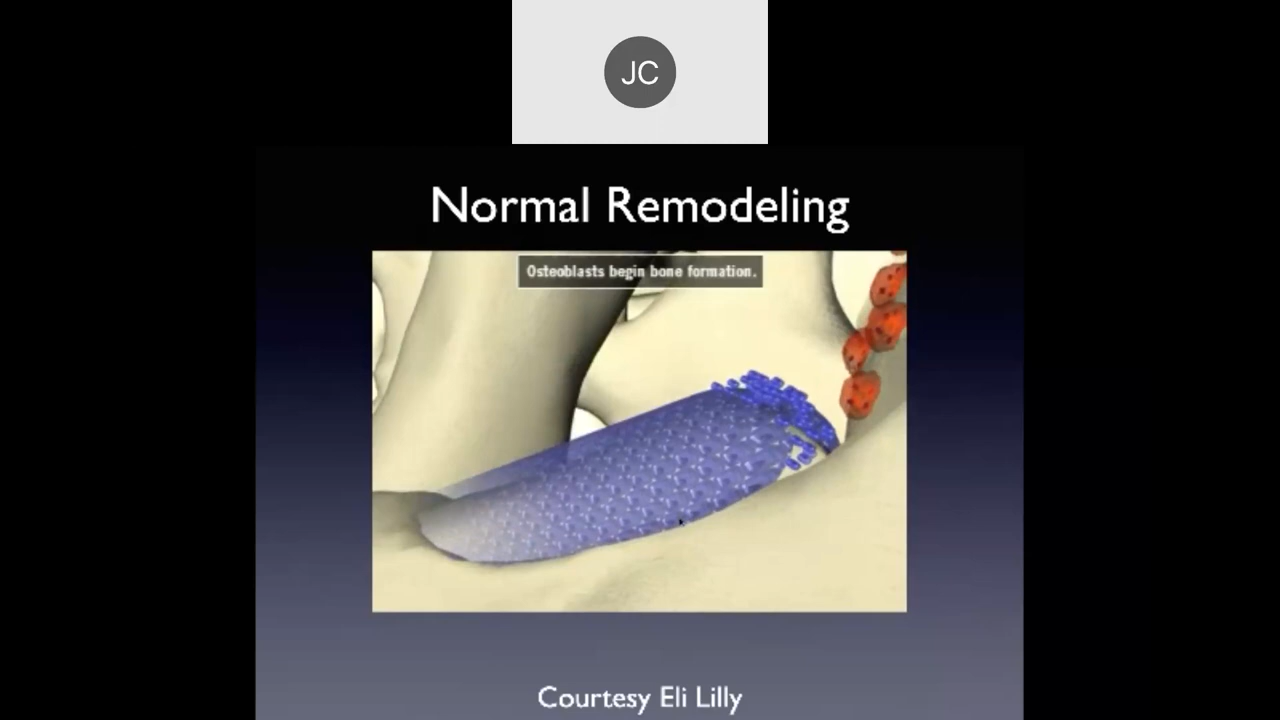 JC
Normal Remodeling
Osteoblasts begin bone formation.
Courtesy Eli Lilly